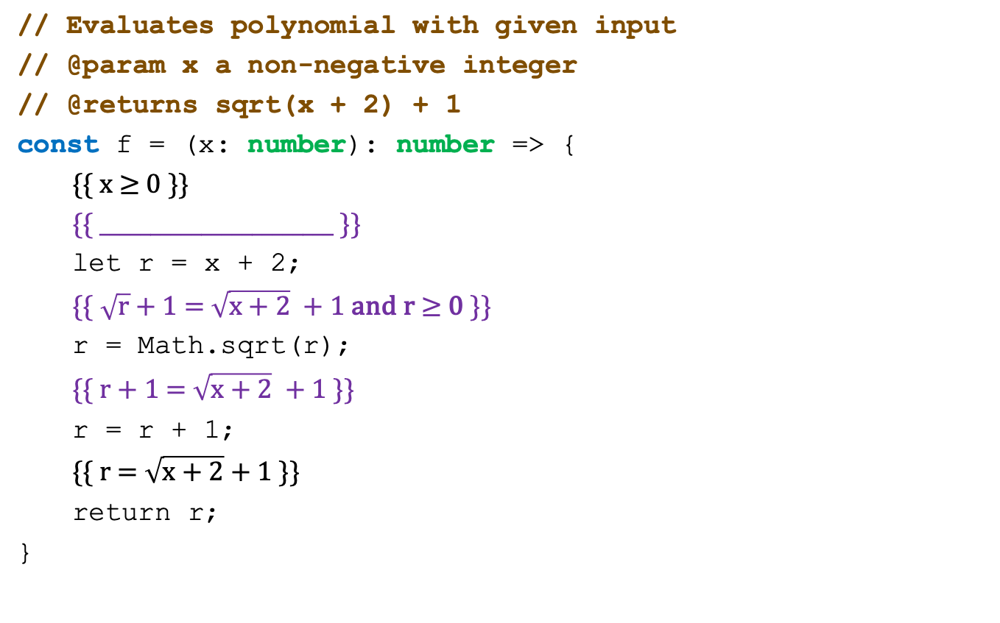 // Evaluates polynomial with given input
// @param x a non-negative integer
// @returns sqrt(x + 2) + 1
const f = (x: number): number => {
{{ x ≥ 0 }}
{{ ________________ }}
let r = x + 2;
{{ √r + 1 = √(x + 2) + 1 and r ≥ 0 }}
r = Math.sqrt(r);
{{ r + 1 = √(x + 2) + 1 }}
r = r + 1;
{{ r = √(x + 2) + 1 }}
return r;
}